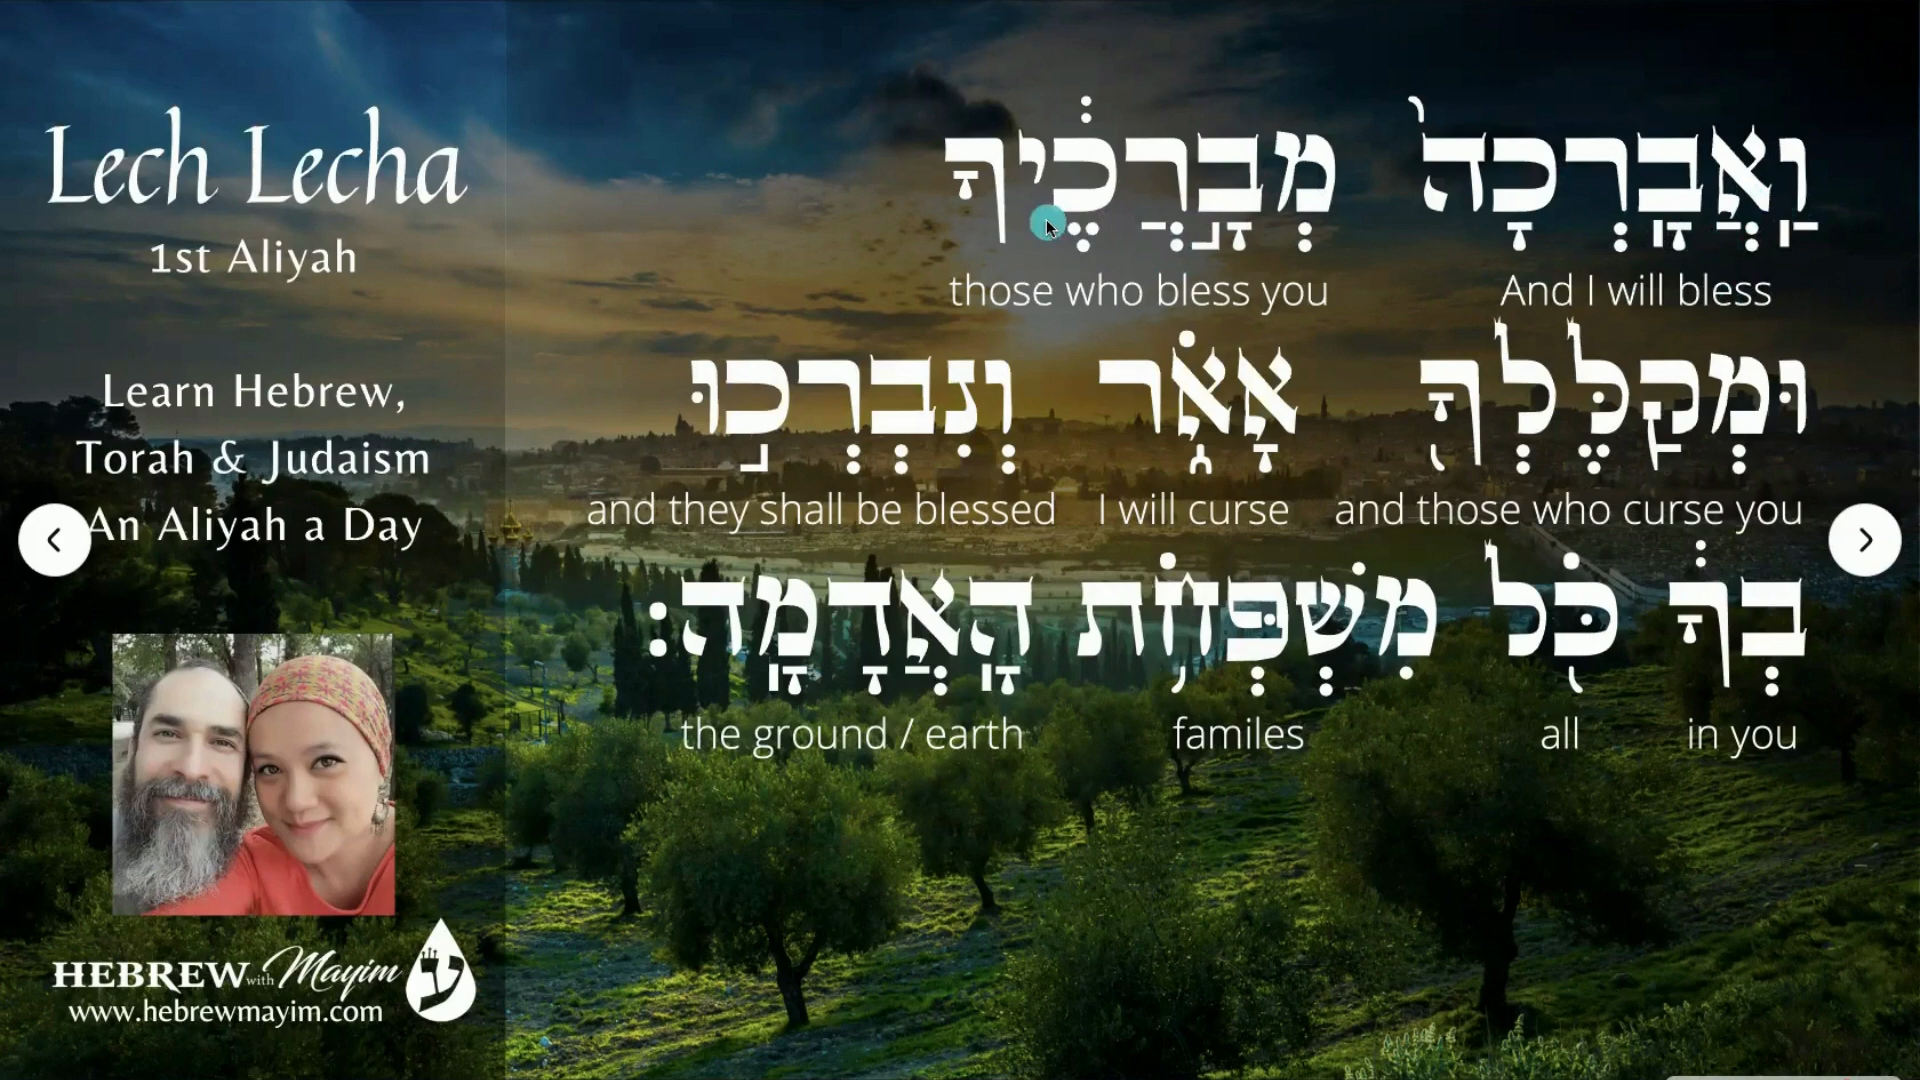 Lech Lecha
1st Aliyah
Learn Hebrew,
Torah & Judaism
An Aliyah a Day
HEBREW with Mayim
www.hebrewmayim.com
וַֽאֲבָֽרְכָה֙ מְבָ֣רְכֶ֔יךָ
those who bless you And I will bless
וּמְקַלֶּלְךָ֖ אָאֹ֑ר וְנִבְרְכ֣וּ
and they shall be blessed I will curse and those who curse you
בְךָ֔ כֹּ֖ל מִשְׁפְּחֹ֥ת הָֽאֲדָמָֽה׃
the ground / earth familes all in you